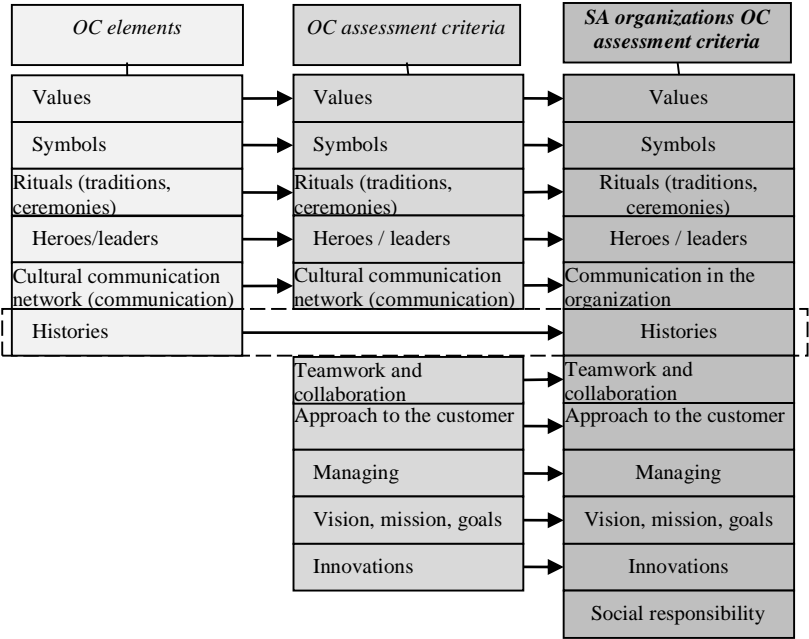 OC elements
OC assessment criteria
SA organizations OC
assessment criteria
Values
Values
Values
Symbols
Symbols
Symbols
Rituals (traditions,
ceremonies)
Rituals (traditions,
ceremonies)
Rituals (traditions,
ceremonies)
Heroes/leaders
Heroes / leaders
Heroes / leaders
Cultural communication
network (communication)
Cultural communication
network (communication)
Communication in the
organization
Histories
Histories
Teamwork and
collaboration
Teamwork and
collaboration
Approach to the customer
Approach to the customer
Managing
Managing
Vision, mission, goals
Vision, mission, goals
Innovations
Innovations
Social responsibility